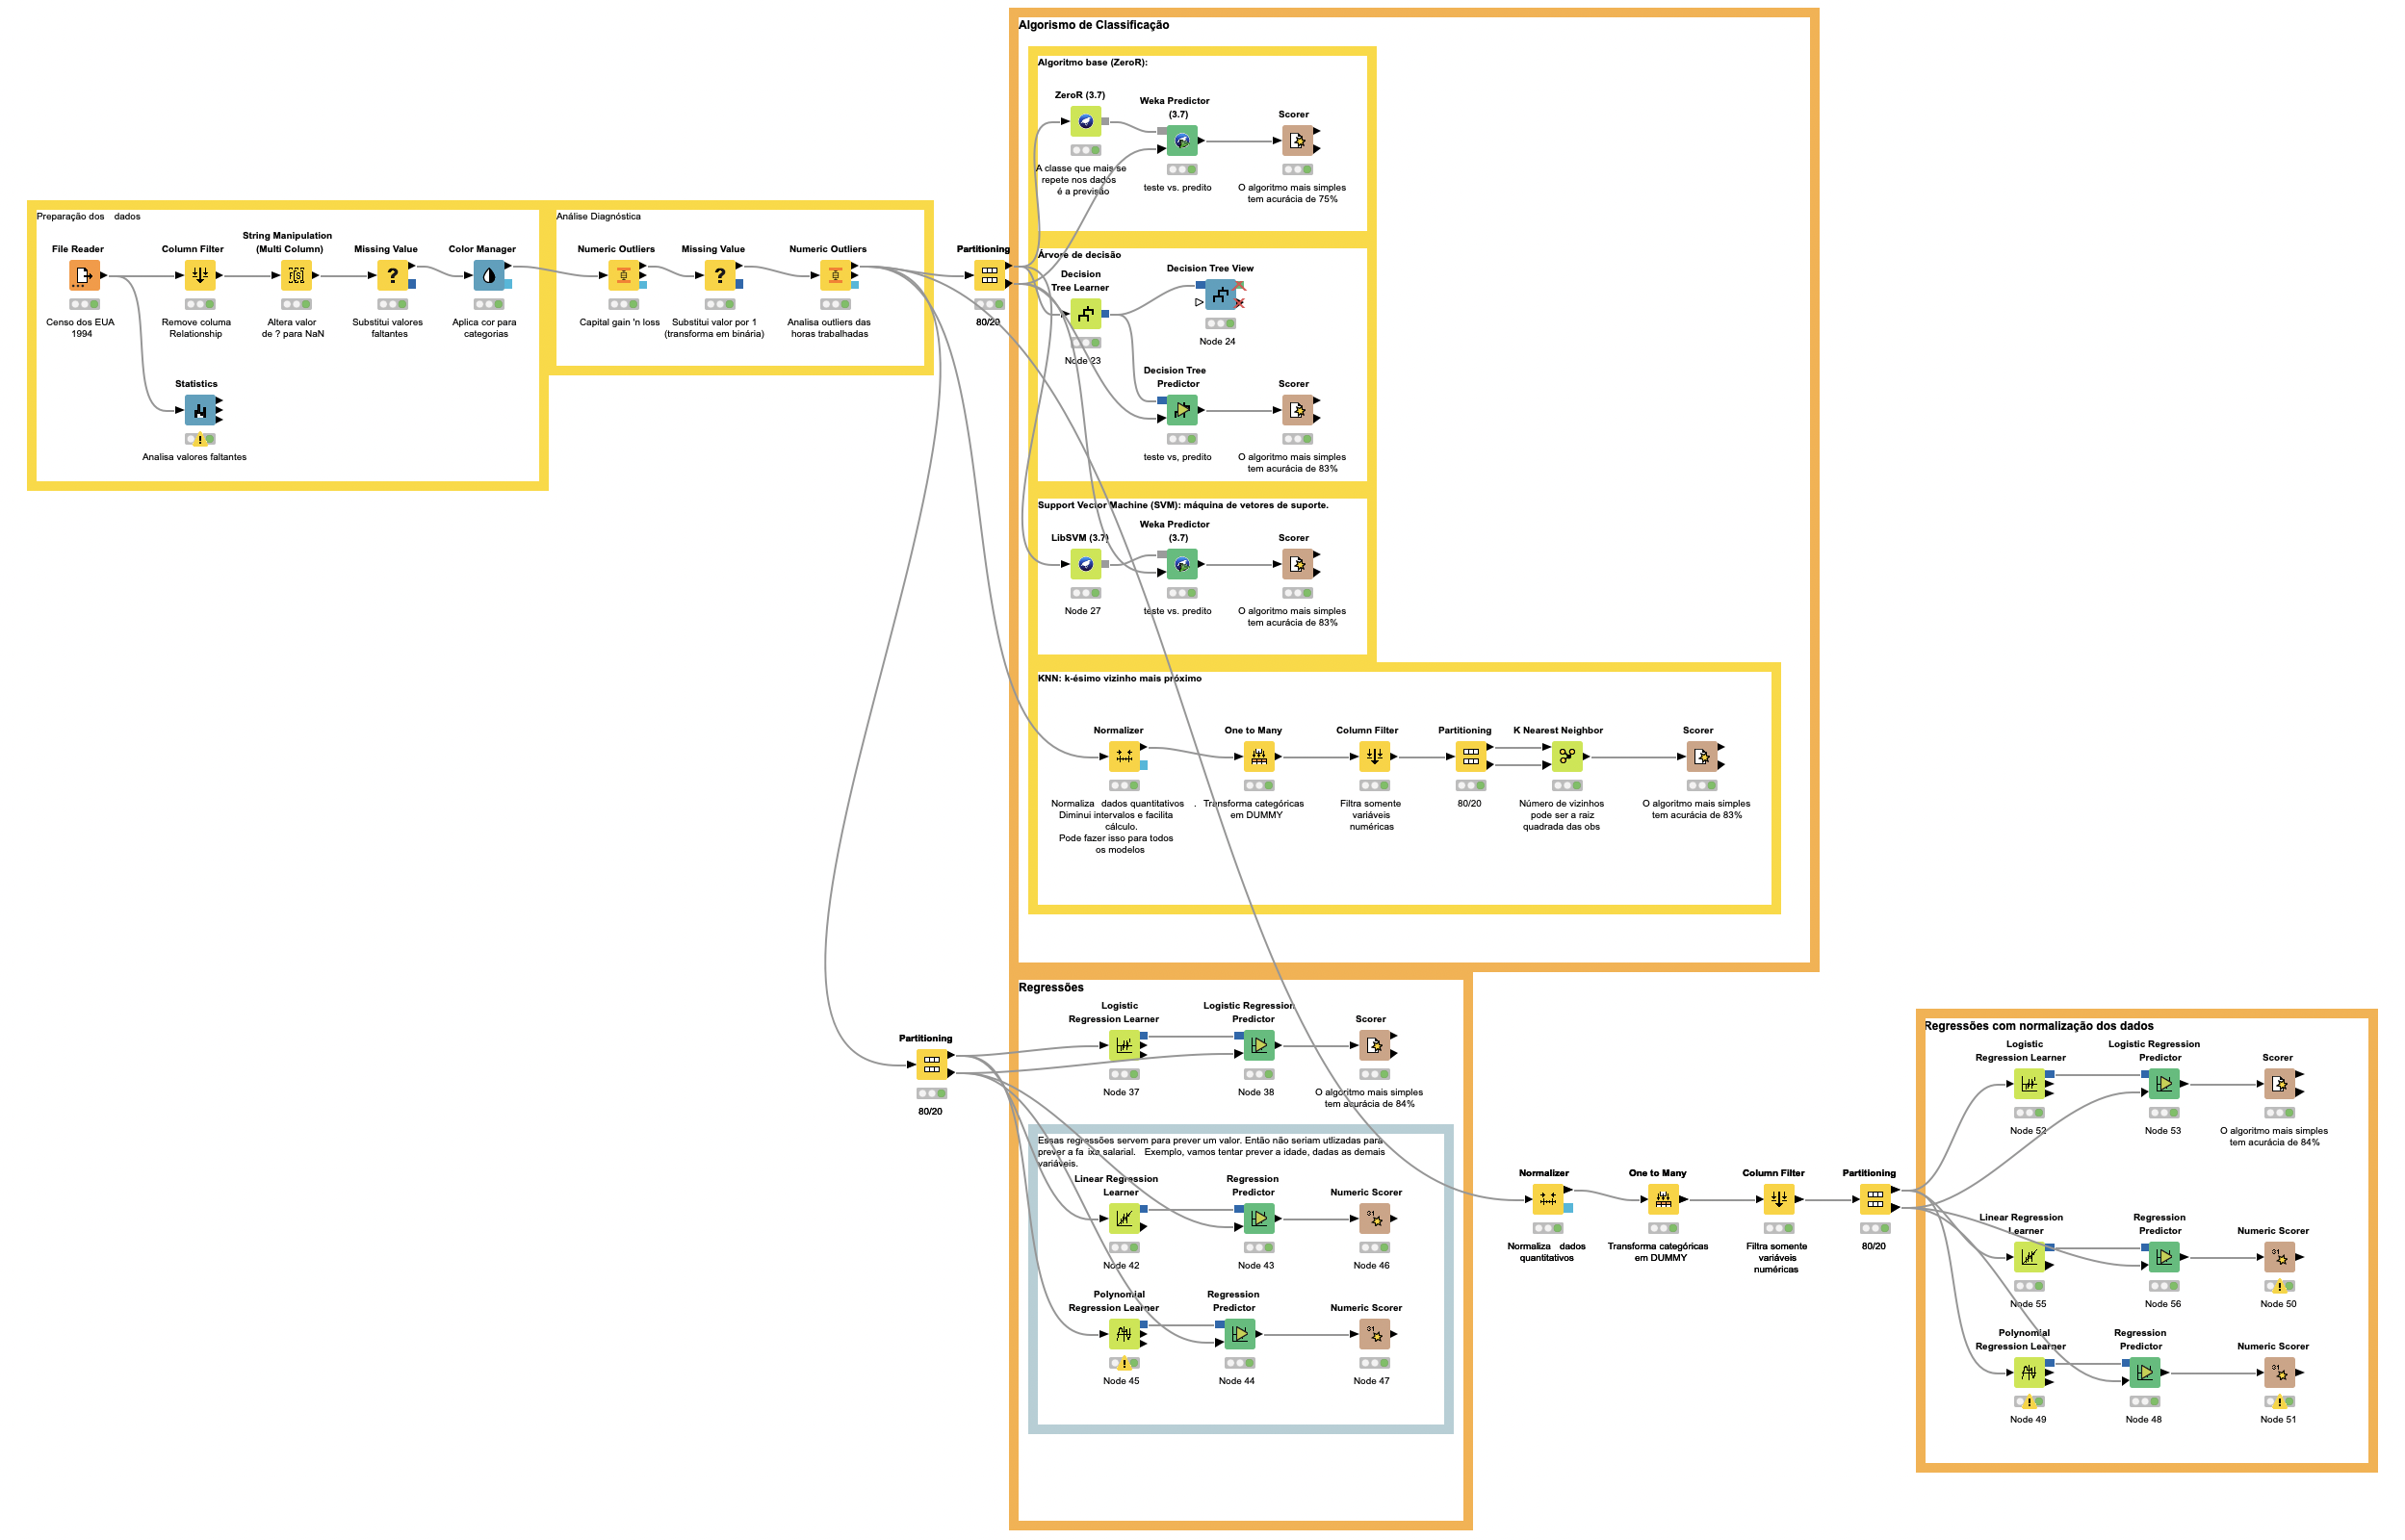 Algorismo de Classificação
Algoritmo base (ZeroR):
ZeroR (3.7)
Weka Predictor
(3.7)
Scorer
A classe que mais se
repete nos dados
é a previsão
teste vs. predito
O algoritmo mais simples
tem acurácia de 75%
Preparação dos dados
File Reader
Column Filter
String Manipulation
(Multi Column)
Missing Value
Color Manager
Censo dos EUA
1994
Remove coluna
Relationship
Altera valor
de ? para NaN
Substitui valores
faltantes
Aplica cor para
categorias
Statistics
Analisa valores faltantes
Análise Diagnóstica
Numeric Outliers
Missing Value
Numeric Outliers
Capital gain 'n loss
Substitui valor por 1
(transforma em binária)
Analisa outliers das
horas trabalhadas
Partitioning
80/20
Árvore de decisão
Decision
Tree Learner
Node 23
Decision Tree View
Node 24
Decision Tree
Predictor
teste vs, predito
Scorer
O algoritmo mais simples
tem acurácia de 83%
Support Vector Machine (SVM): máquina de vetores de suporte.
LibSVM (3.7)
Node 27
Weka Predictor
(3.7)
teste vs. predito
Scorer
O algoritmo mais simples
tem acurácia de 83%
KNN: k-ésimo vizinho mais próximo
Normalizer
Normaliza dados quantitativos .
Diminui intervalos e facilita
cálculo.
Pode fazer isso para todos
os modelos
One to Many
Transforma categóricas
em DUMMY
Column Filter
Filtra somente
variáveis
numéricas
Partitioning
80/20
K Nearest Neighbor
Número de vizinhos
pode ser a raiz
quadrada das obs
Scorer
O algoritmo mais simples
tem acurácia de 83%
Partitioning
80/20
Regressões
Logistic
Regression Learner
Node 37
Logistic Regression
Predictor
Node 38
Scorer
O algoritmo mais simples
tem acurácia de 84%
Essas regressões servem para prever um valor. Então não seriam utlizadas para
prever a fa ixa salarial. Exemplo, vamos tentar prever a idade, dadas as demais
variáveis.
Linear Regression
Learner
Node 42
Regression
Predictor
Node 43
Numeric Scorer
Node 46
Polynomial
Regression Learner
Node 45
Regression
Predictor
Node 44
Numeric Scorer
Node 47
Normalizer
Normaliza dados
quantitativos
One to Many
Transforma categóricas
em DUMMY
Column Filter
Filtra somente
variáveis
numéricas
Partitioning
80/20
Regressões com normalização dos dados
Logistic
Regression Learner
Node 52
Logistic Regression
Predictor
Node 53
Scorer
O algoritmo mais simples
tem acurácia de 84%
Linear Regression
Learner
Node 55
Regression
Predictor
Node 56
Numeric Scorer
Node 50
Polynomial
Regression Learner
Node 49
Regression
Predictor
Node 48
Numeric Scorer
Node 51